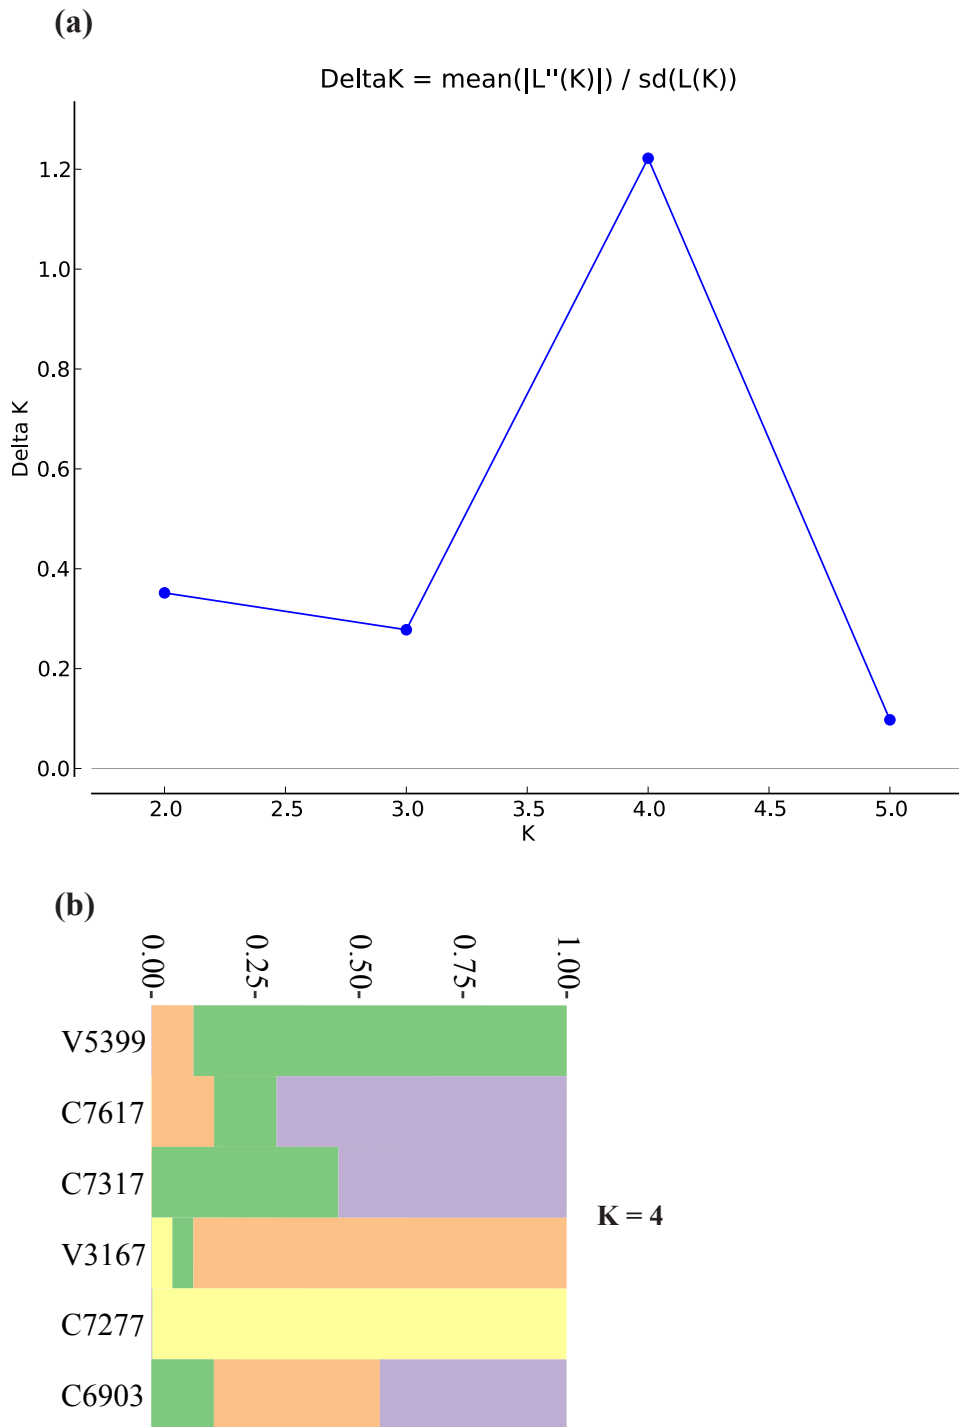 (a)
DeltaK = mean(|L''(K)|) / sd(L(K))
1.2
1.0
0.8
0.6
0.4
0.2
0.0
Delta K
2.0 2.5 3.0 3.5 4.0 4.5 5.0
K
(b)
0.00- 0.25- 0.50- 0.75- 1.00-
V5399
C7617
C7317
V3167
C7277
C6903
K = 4